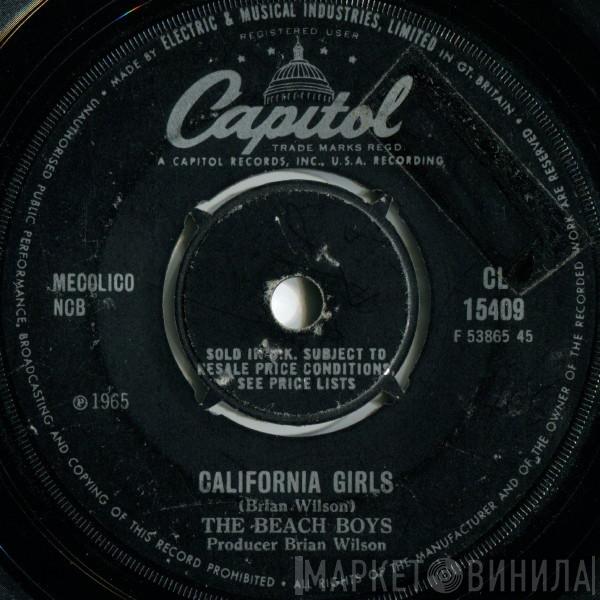 MADE BY ELECTRIC & MUSICAL INDUSTRIES, LIMITED IN GT. BRITAIN • ALL RIGHTS OF THE MANUFACTURER AND OF THE OWNER OF THE RECORDED WORK ARE RESERVED •
UNAUTHORISED PUBLIC PERFORMANCE, BROADCASTING AND COPYING OF THIS RECORD PROHIBITED •
REGISTERED USER
Capitol
TRADE MARKS REGD.
A CAPITOL RECORDS, INC., U.S.A. RECORDING
MECOLICO
NCB
CL
15409
F 53865 45
SOLD IN U.K. SUBJECT TO
RESALE PRICE CONDITIONS,
SEE PRICE LISTS
℗ 1965
CALIFORNIA GIRLS
(Brian Wilson)
THE BEACH BOYS
Producer Brian Wilson
МАРКЕТ ВИНИЛА